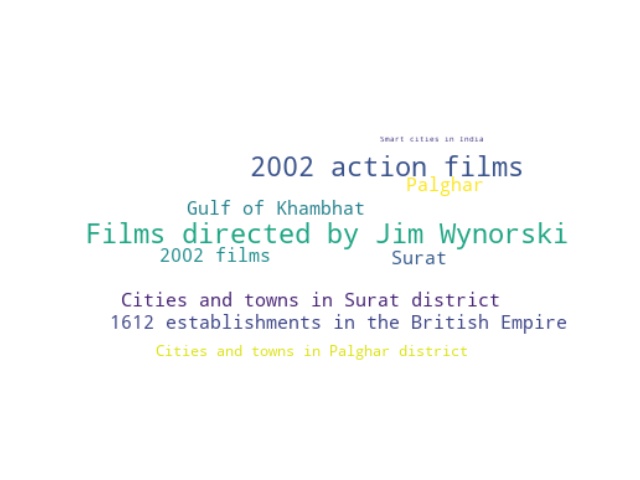 Smart cities in India
2002 action films
Palghar
Gulf of Khambhat
Films directed by Jim Wynorski
2002 films
Surat
Cities and towns in Surat district
1612 establishments in the British Empire
Cities and towns in Palghar district